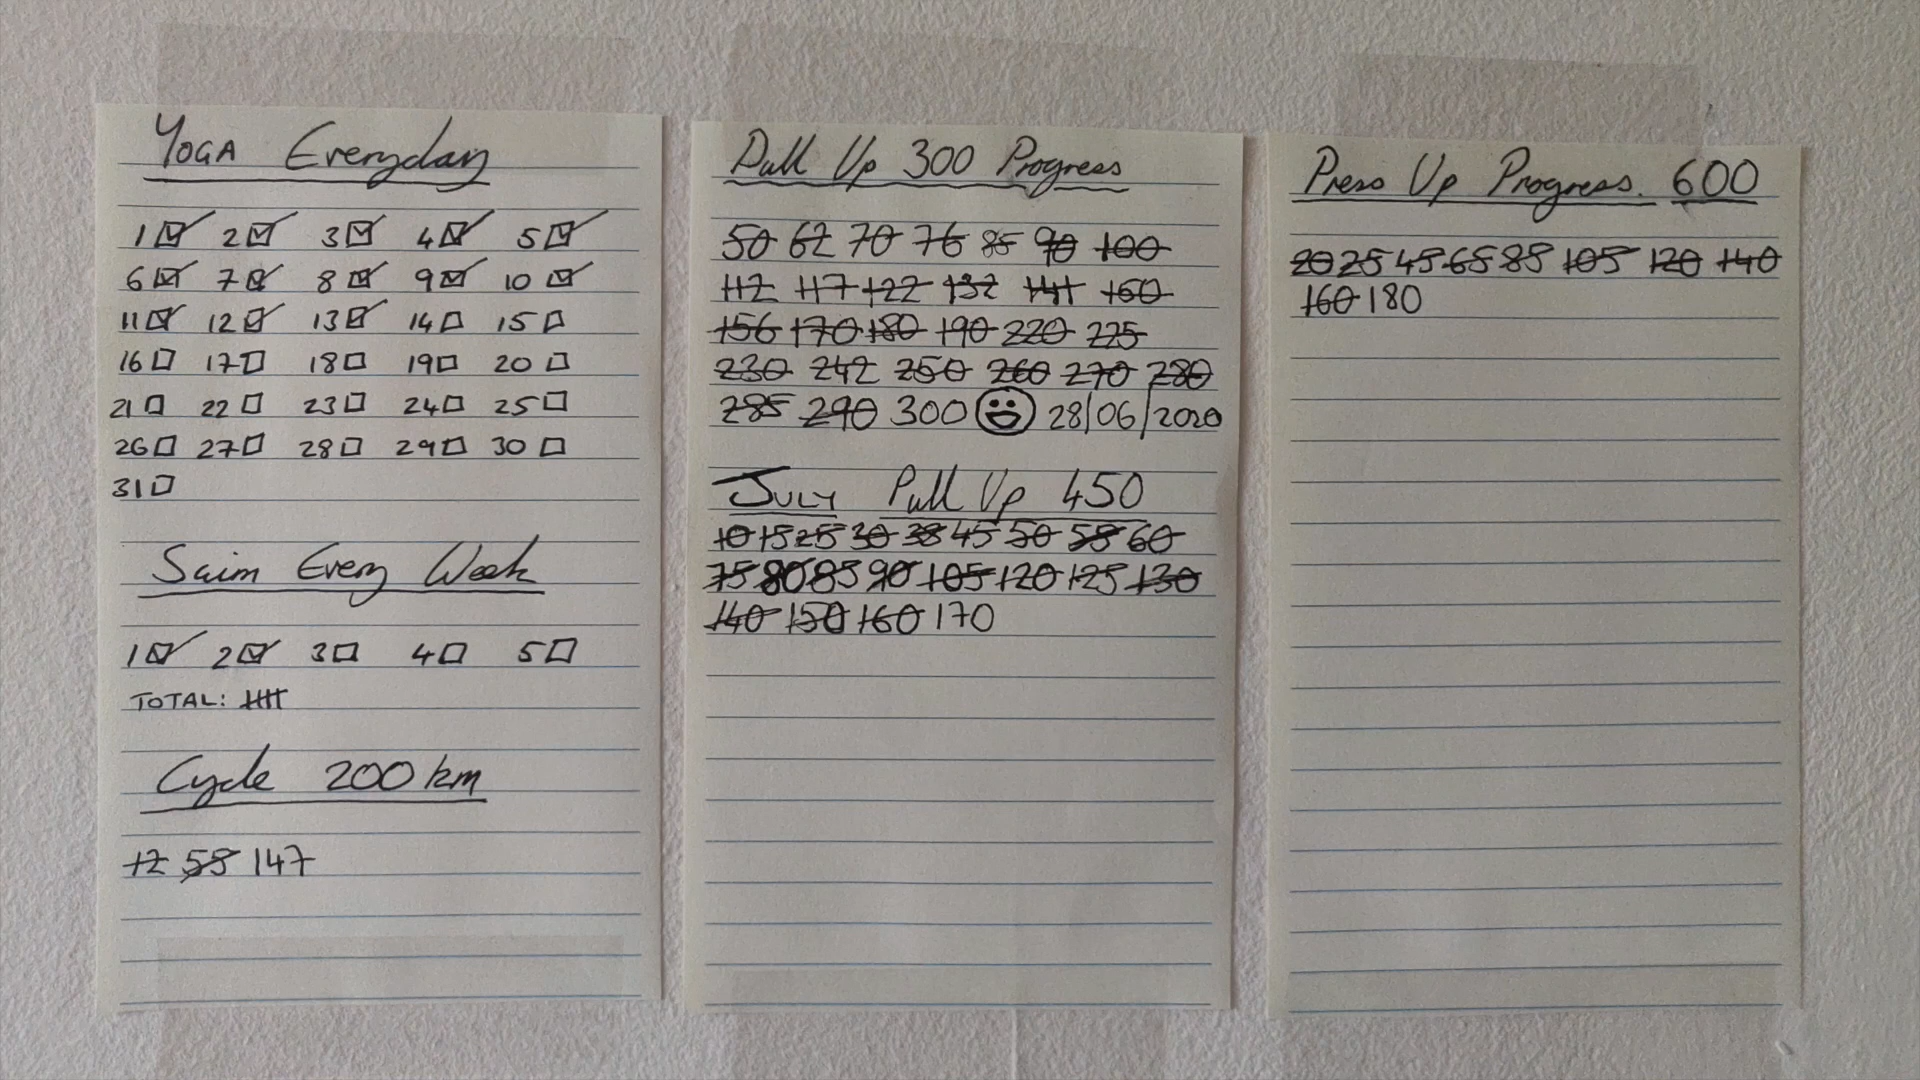 YOGA Everyday
1 ☑ 2 ☑ 3 ☑ 4 ☑ 5 ☑
6 ☑ 7 ☑ 8 ☑ 9 ☑ 10 ☑
11 ☑ 12 ☑ 13 ☑ 14 ☐ 15 ☐
16 ☐ 17 ☐ 18 ☐ 19 ☐ 20 ☐
21 ☐ 22 ☐ 23 ☐ 24 ☐ 25 ☐
26 ☐ 27 ☐ 28 ☐ 29 ☐ 30 ☐
31 ☐
Swim Every Week
1 ☑ 2 ☑ 3 ☐ 4 ☐ 5 ☐
TOTAL: 卌
Cycle 200km
12 58 147
Pull Up 300 Progress
50 62 70 76 85 90 100
112 117 122 132 141 150
156 170 180 190 220 225
230 242 250 260 270 280
285 290 300 😃 28/06/2020
JULY Pull Up 450
10 15 25 30 38 45 50 58 60
75 80 85 90 105 120 125 130
140 150 160 170
Press Up Progress. 600
20 25 45 65 85 105 120 140
160 180